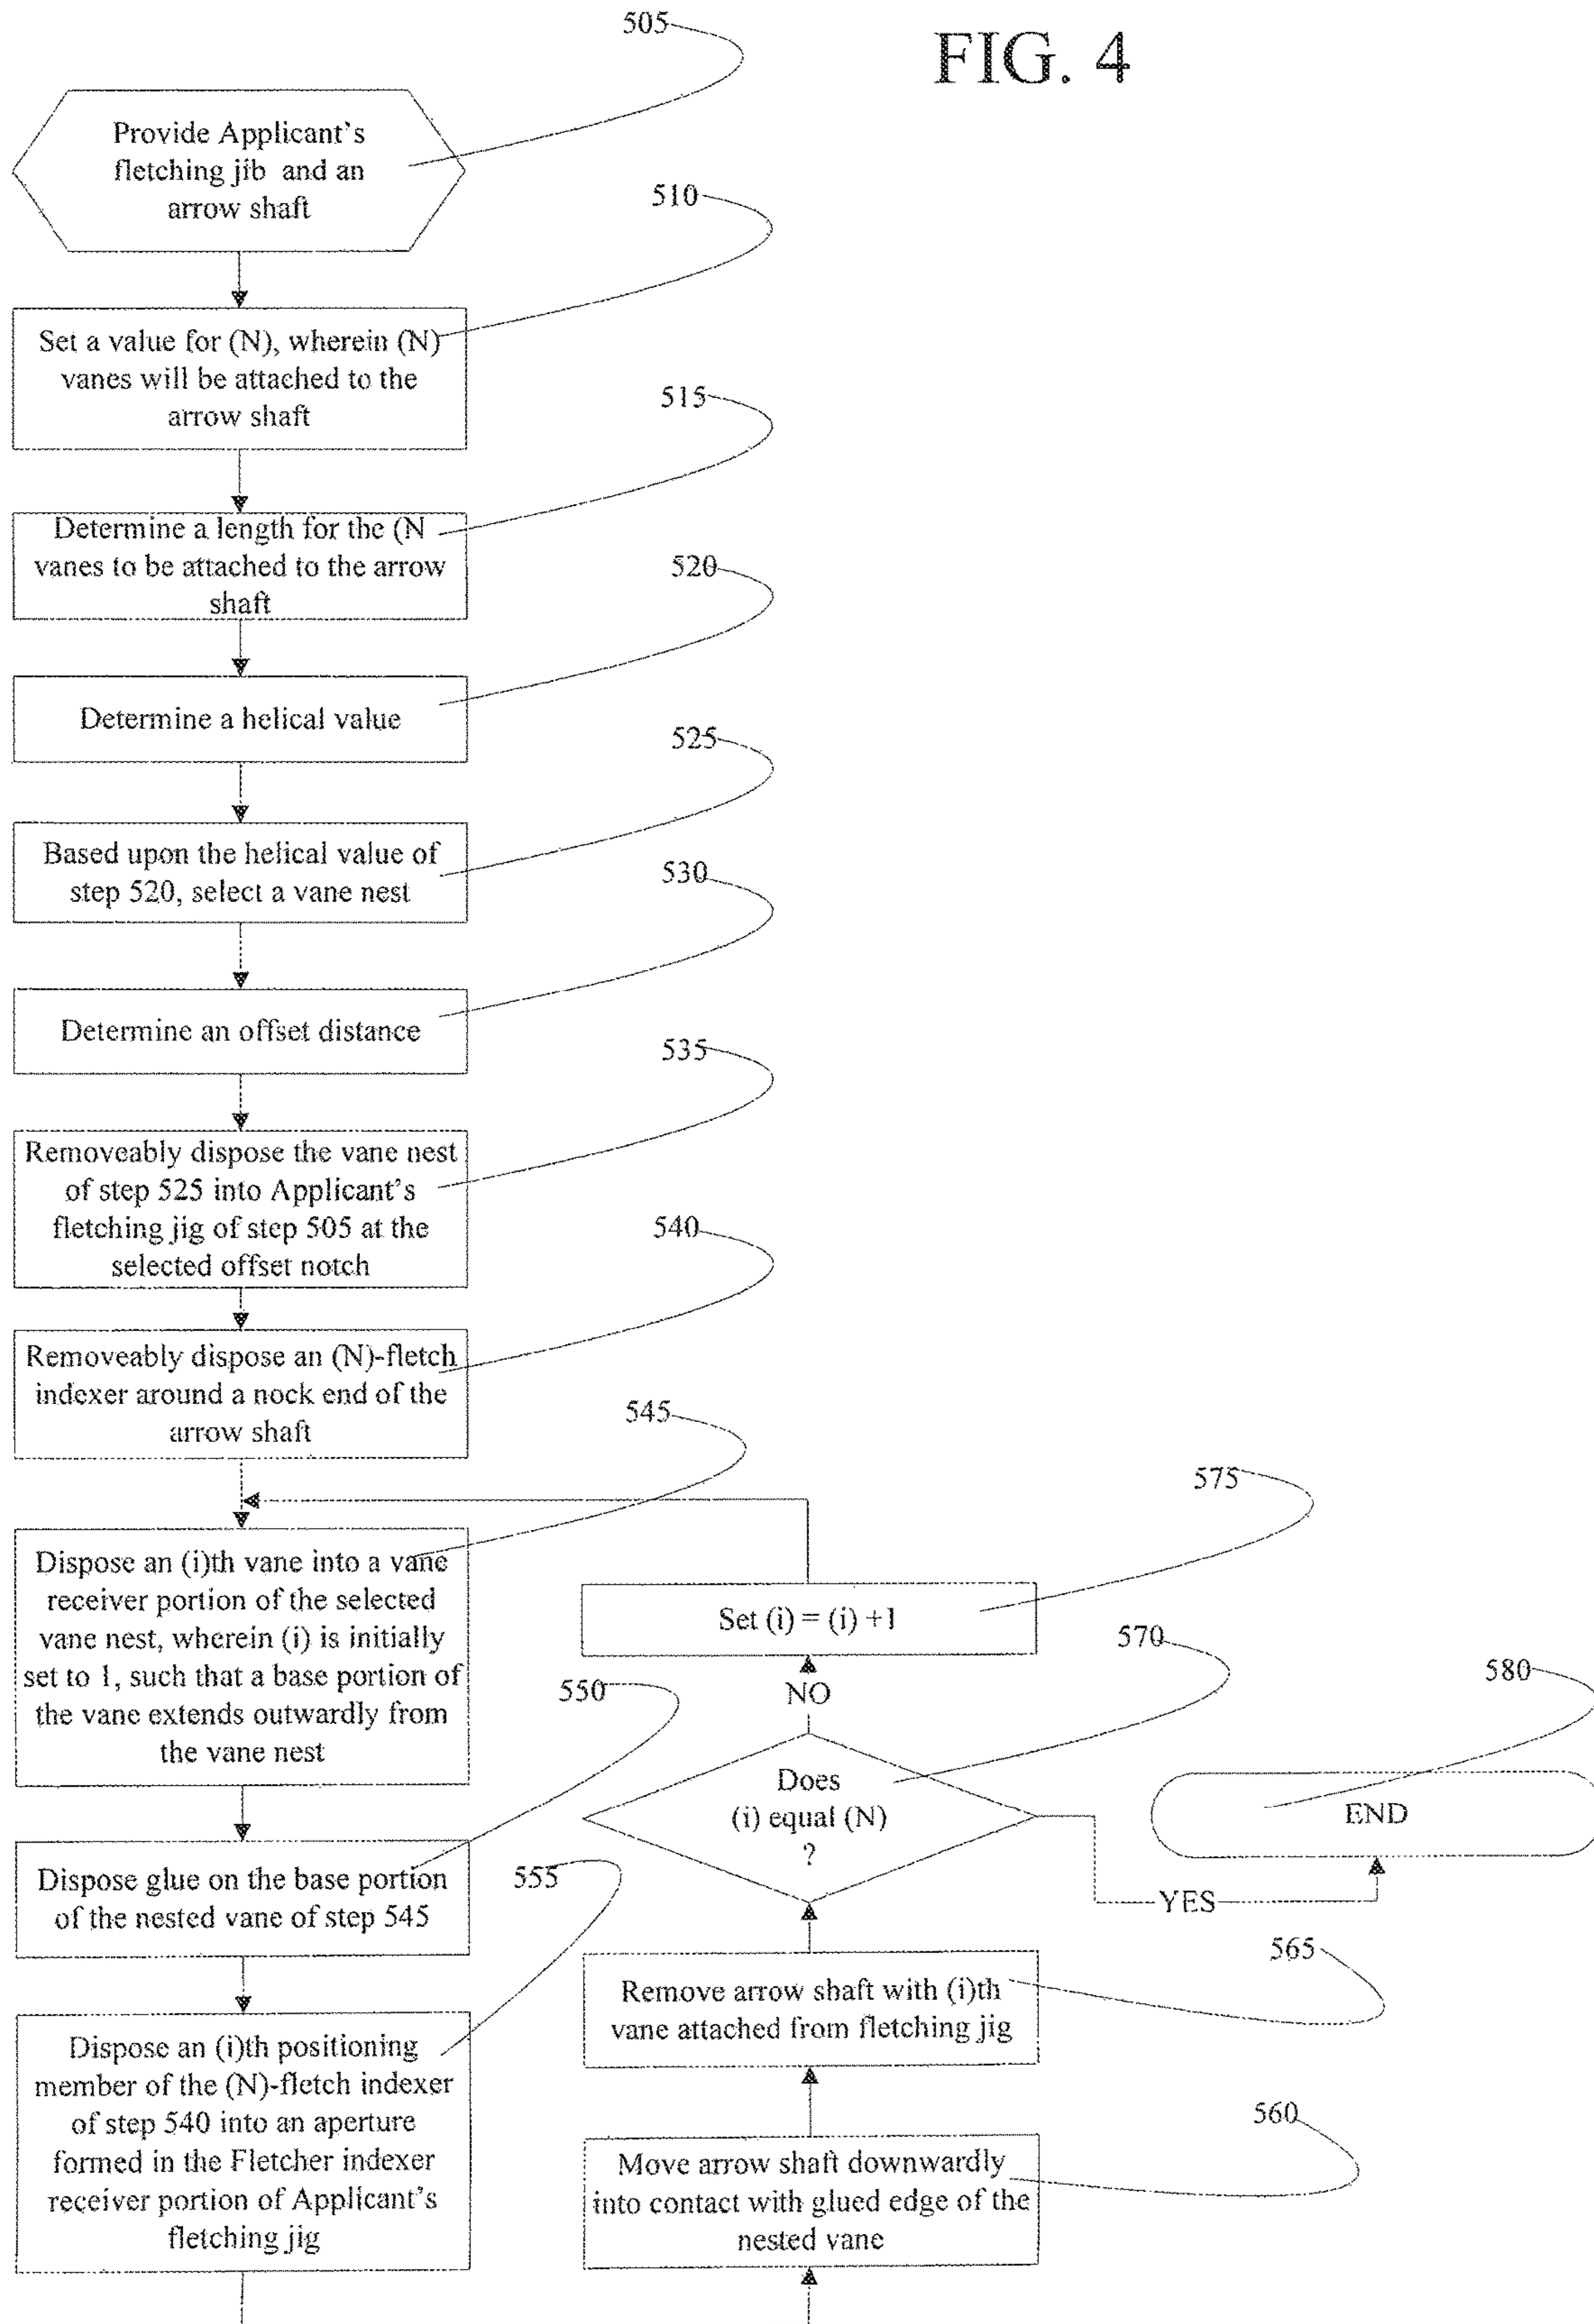 505
FIG. 4
Provide Applicant's
fletching jib and an
arrow shaft
510
Set a value for (N), wherein (N)
vanes will be attached to the
arrow shaft
515
Determine a length for the (N
vanes to be attached to the arrow
shaft
520
Determine a helical value
525
Based upon the helical value of
step 520, select a vane nest
530
Determine an offset distance
535
Removeably dispose the vane nest
of step 525 into Applicant's
fletching jig of step 505 at the
selected offset notch
540
Removeably dispose an (N)-fletch
indexer around a nock end of the
arrow shaft
545
Dispose an (i)th vane into a vane
receiver portion of the selected
vane nest, wherein (i) is initially
set to 1, such that a base portion of
the vane extends outwardly from
the vane nest
550
Dispose glue on the base portion
of the nested vane of step 545
555
Dispose an (i)th positioning
member of the (N)-fletch indexer
of step 540 into an aperture
formed in the Fletcher indexer
receiver portion of Applicant's
fletching jig
575
Set (i) = (i) +1
570
NO
Does
(i) equal (N)
?
580
END
YES
565
Remove arrow shaft with (i)th
vane attached from fletching jig
560
Move arrow shaft downwardly
into contact with glued edge of the
nested vane